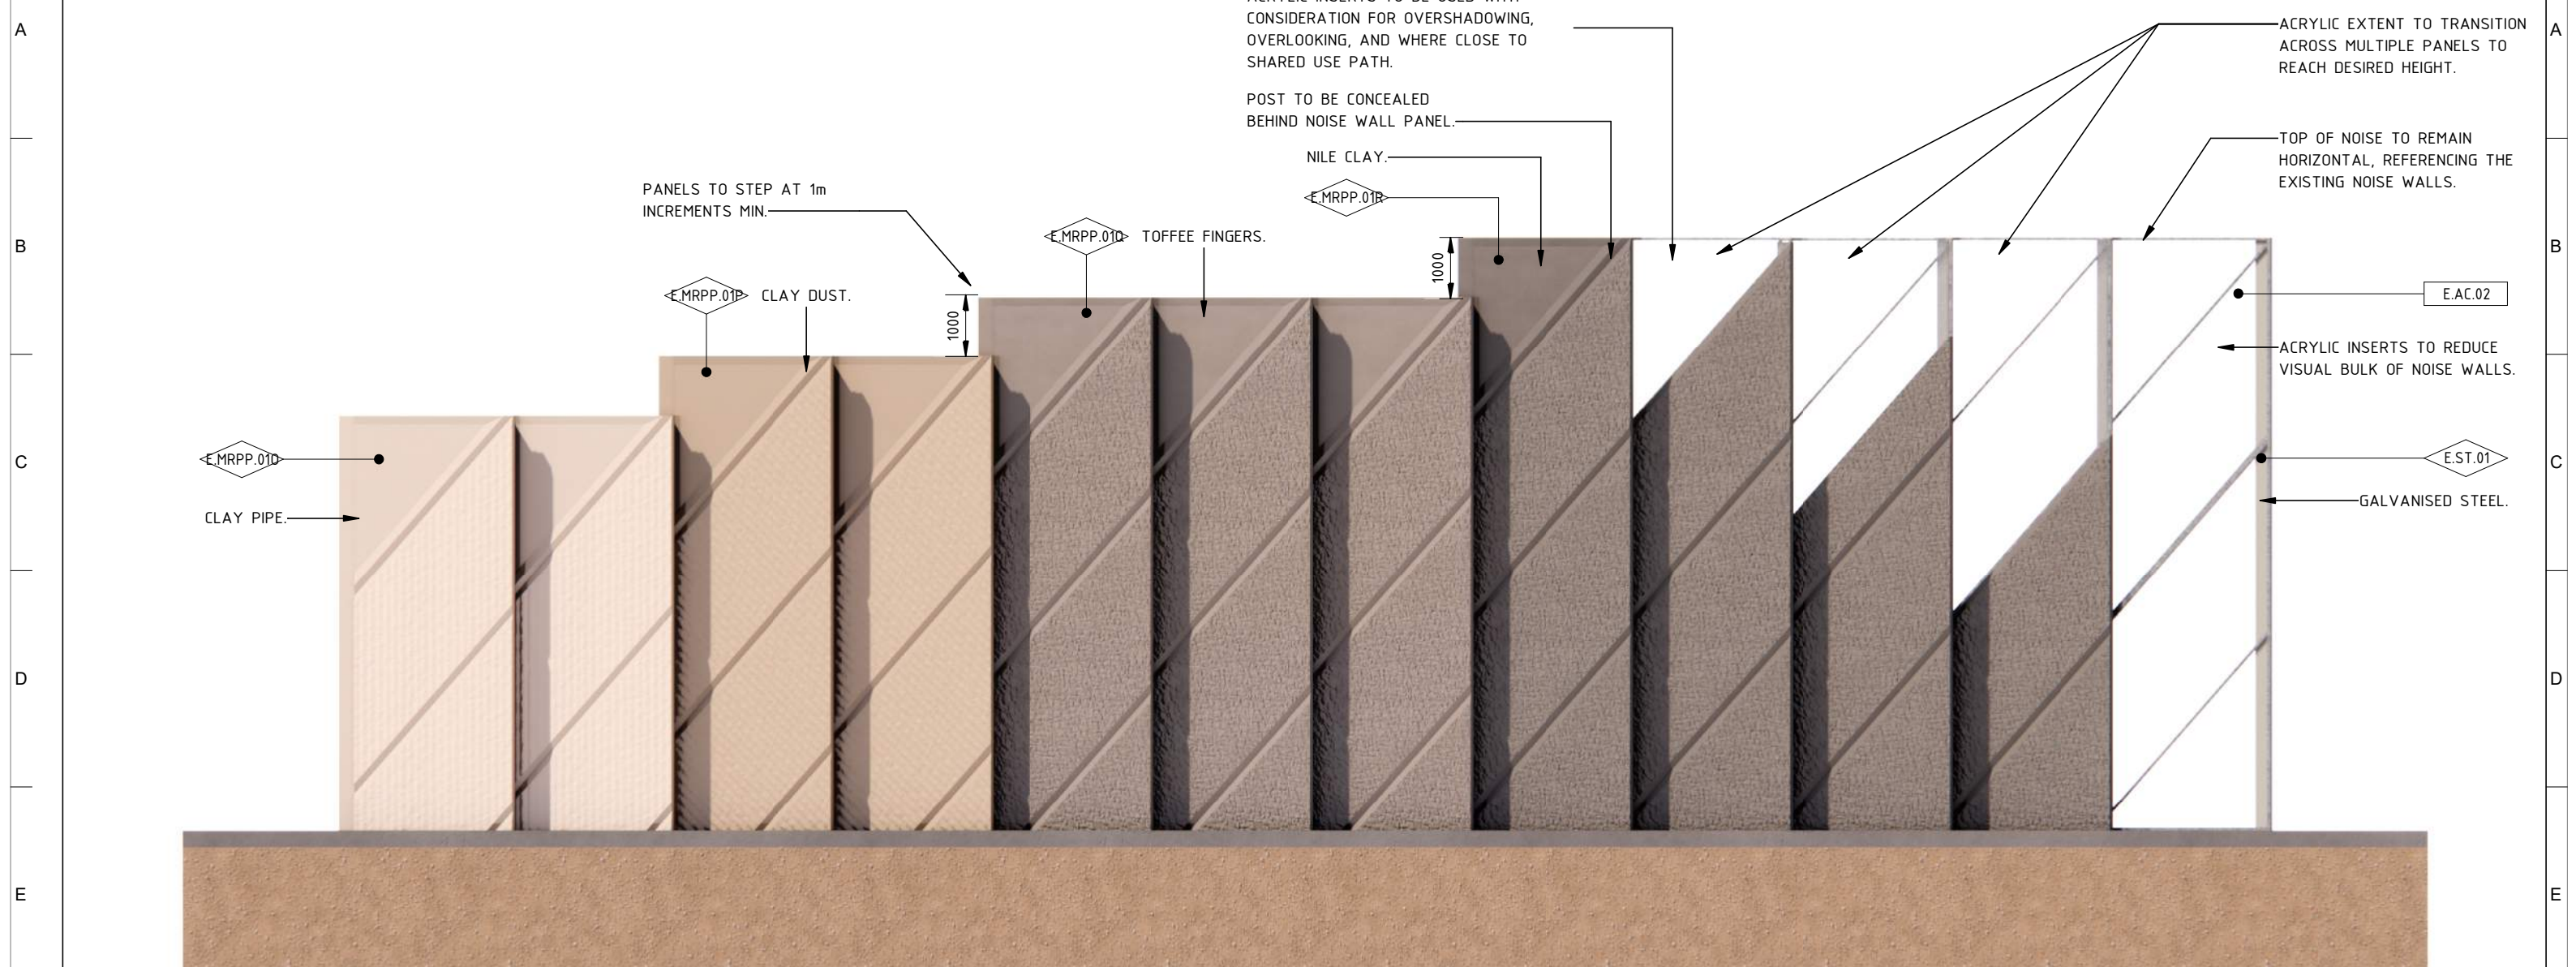 A
CONSIDERATION FOR OVERSHADOWING,
OVERLOOKING, AND WHERE CLOSE TO
SHARED USE PATH.
ACRYLIC EXTENT TO TRANSITION
ACROSS MULTIPLE PANELS TO
REACH DESIRED HEIGHT.
A
POST TO BE CONCEALED
BEHIND NOISE WALL PANEL.
TOP OF NOISE TO REMAIN
HORIZONTAL, REFERENCING THE
EXISTING NOISE WALLS.
NILE CLAY.
E.MRPP.01R
PANELS TO STEP AT 1m
INCREMENTS MIN.
B
E.MRPP.01Q
TOFFEE FINGERS.
1000
B
E.MRPP.01P
CLAY DUST.
1000
E.AC.02
ACRYLIC INSERTS TO REDUCE
VISUAL BULK OF NOISE WALLS.
C
E.MRPP.01O
CLAY PIPE.
E.ST.01
C
GALVANISED STEEL.
D
D
E
E